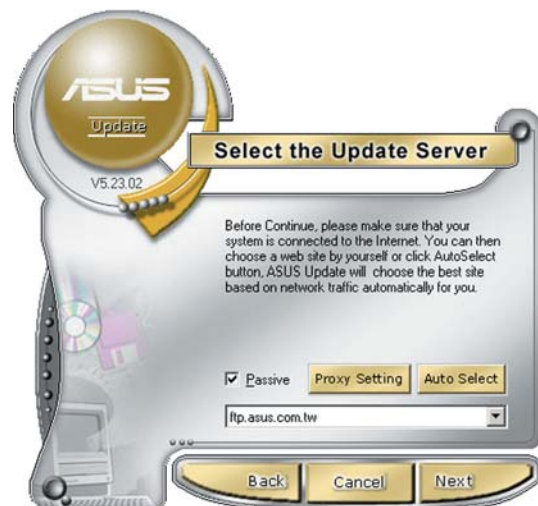 ASUS
Update
V5.23.02
Select the Update Server
Before Continue, please make sure that your
system is connected to the Internet. You can then
choose a web site by yourself or click AutoSelect
button, ASUS Update will choose the best site
based on network traffic automatically for you.
Passive
Proxy Setting
Auto Select
ftp.asus.com.tw
Back
Cancel
Next